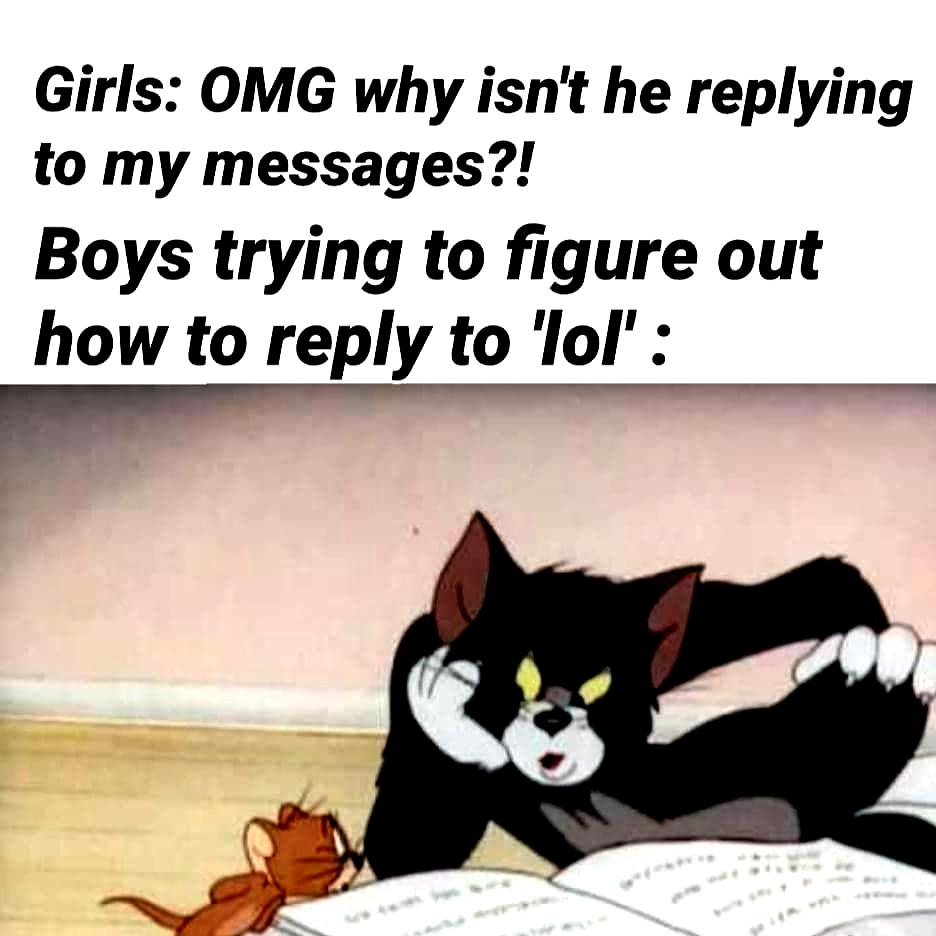 Girls: OMG why isn't he replying
to my messages?!
Boys trying to figure out
how to reply to 'lol' :